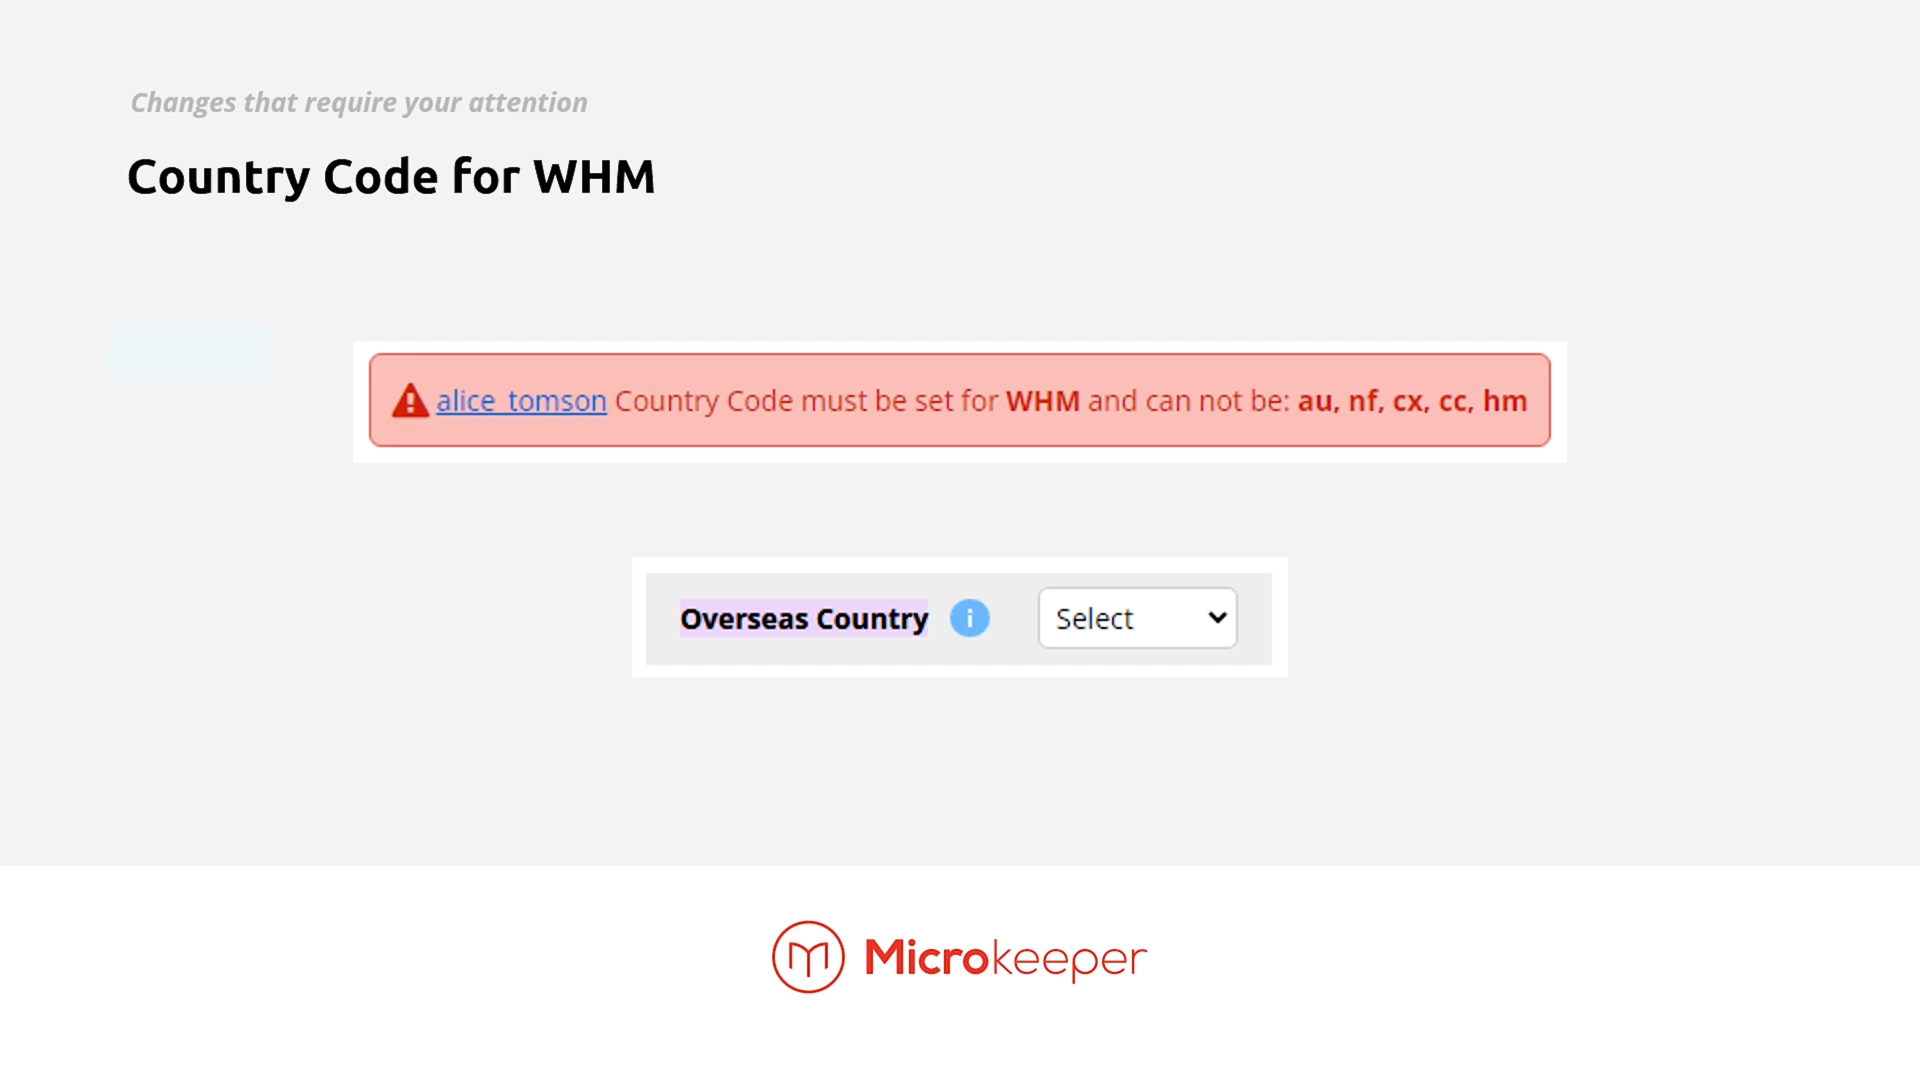 Changes that require your attention
Country Code for WHM
alice_tomson Country Code must be set for WHM and can not be: au, nf, cx, cc, hm
Overseas Country i Select
Microkeeper